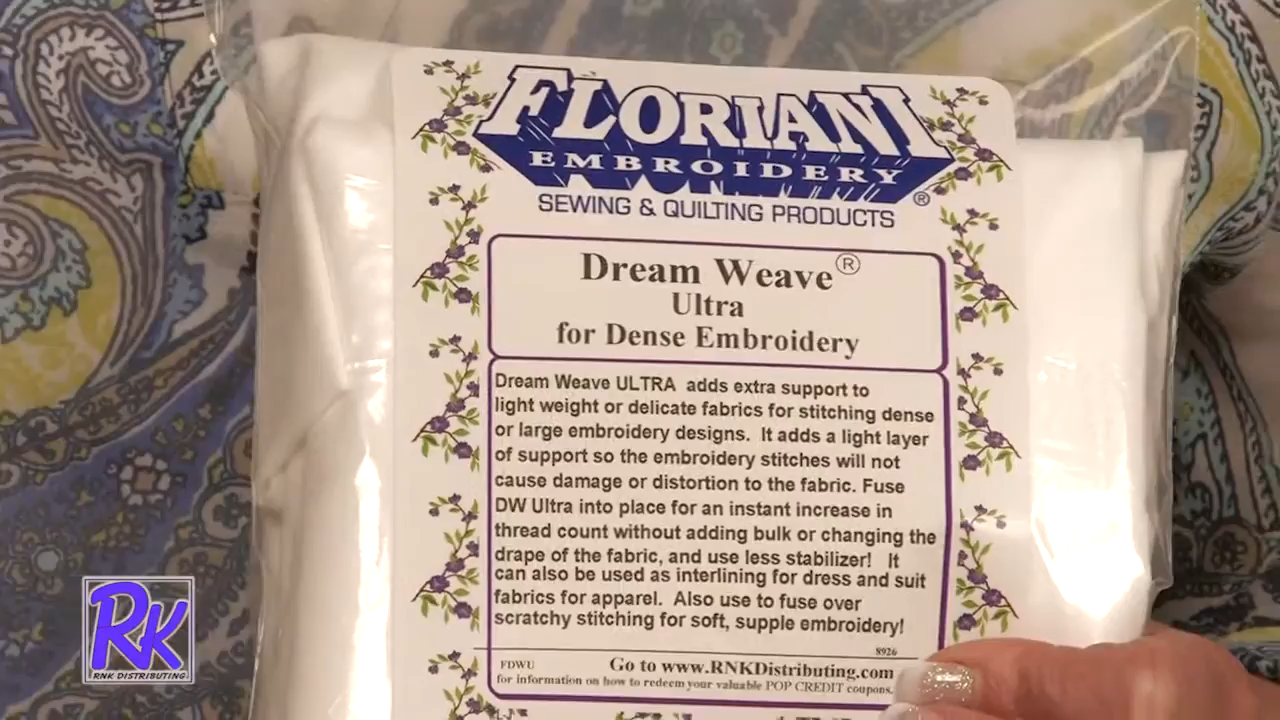 FLORIANI
EMBROIDERY
®
SEWING & QUILTING PRODUCTS
Dream Weave®
Ultra
for Dense Embroidery
Dream Weave ULTRA adds extra support to
light weight or delicate fabrics for stitching dense
or large embroidery designs. It adds a light layer
of support so the embroidery stitches will not
cause damage or distortion to the fabric. Fuse
DW Ultra into place for an instant increase in
thread count without adding bulk or changing the
drape of the fabric, and use less stabilizer! It
can also be used as interlining for dress and suit
fabrics for apparel. Also use to fuse over
scratchy stitching for soft, supple embroidery!
8926
FDWU
Go to www.RNKDistributing.com
for information on how to redeem your valuable POP CREDIT coupons.
RK
RNK DISTRIBUTING